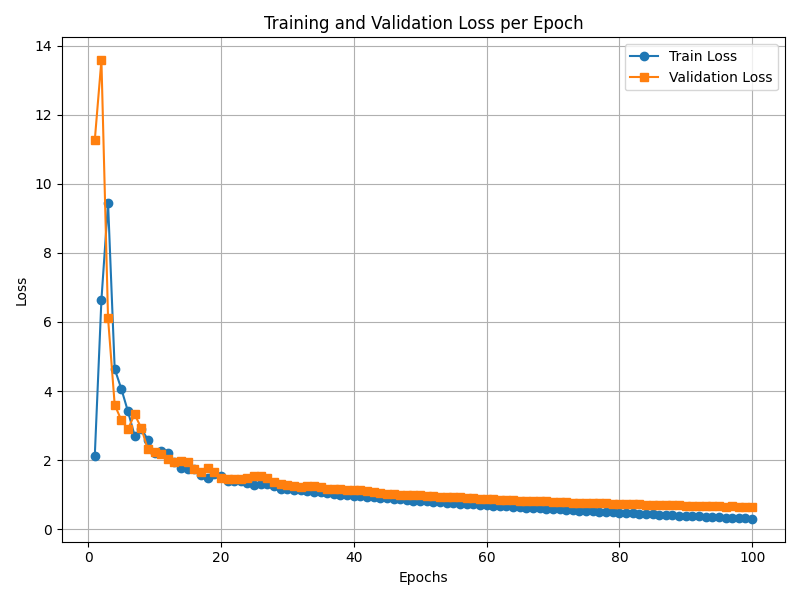 Training and Validation Loss per Epoch
Train Loss
Validation Loss
14
12
10
8
6
4
2
0
Loss
0 20 40 60 80 100
Epochs